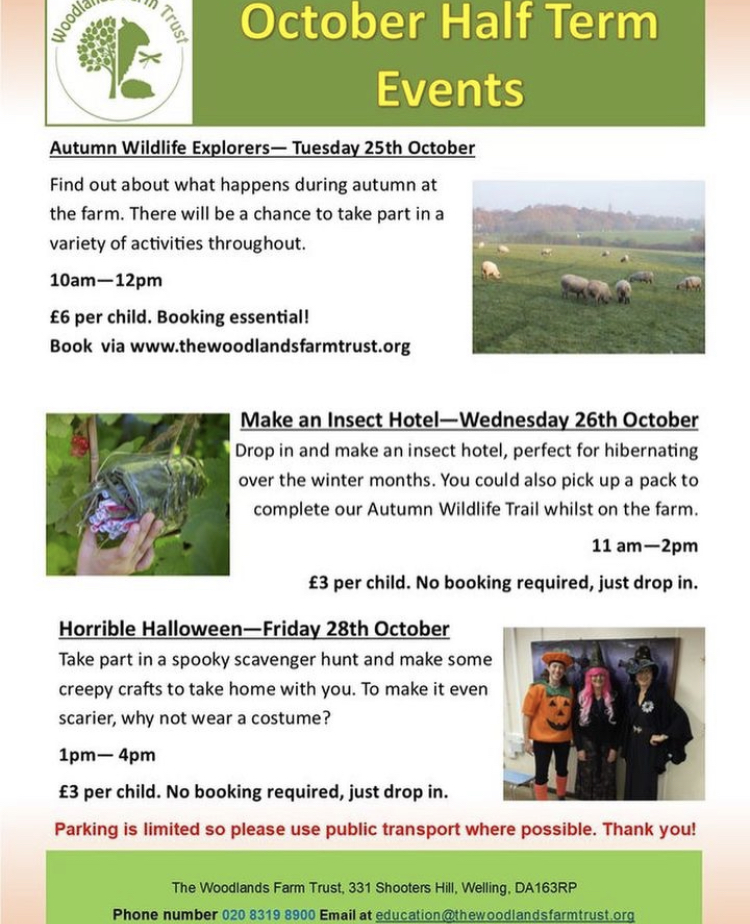 Woodlands Farm Trust
October Half Term
Events
Autumn Wildlife Explorers— Tuesday 25th October
Find out about what happens during autumn at
the farm. There will be a chance to take part in a
variety of activities throughout.
10am—12pm
£6 per child. Booking essential!
Book via www.thewoodlandsfarmtrust.org
Make an Insect Hotel—Wednesday 26th October
Drop in and make an insect hotel, perfect for hibernating
over the winter months. You could also pick up a pack to
complete our Autumn Wildlife Trail whilst on the farm.
11 am—2pm
£3 per child. No booking required, just drop in.
Horrible Halloween—Friday 28th October
Take part in a spooky scavenger hunt and make some
creepy crafts to take home with you. To make it even
scarier, why not wear a costume?
1pm— 4pm
£3 per child. No booking required, just drop in.
Parking is limited so please use public transport where possible. Thank you!
The Woodlands Farm Trust, 331 Shooters Hill, Welling, DA163RP
Phone number 020 8319 8900 Email at education@thewoodlandsfarmtrust.org